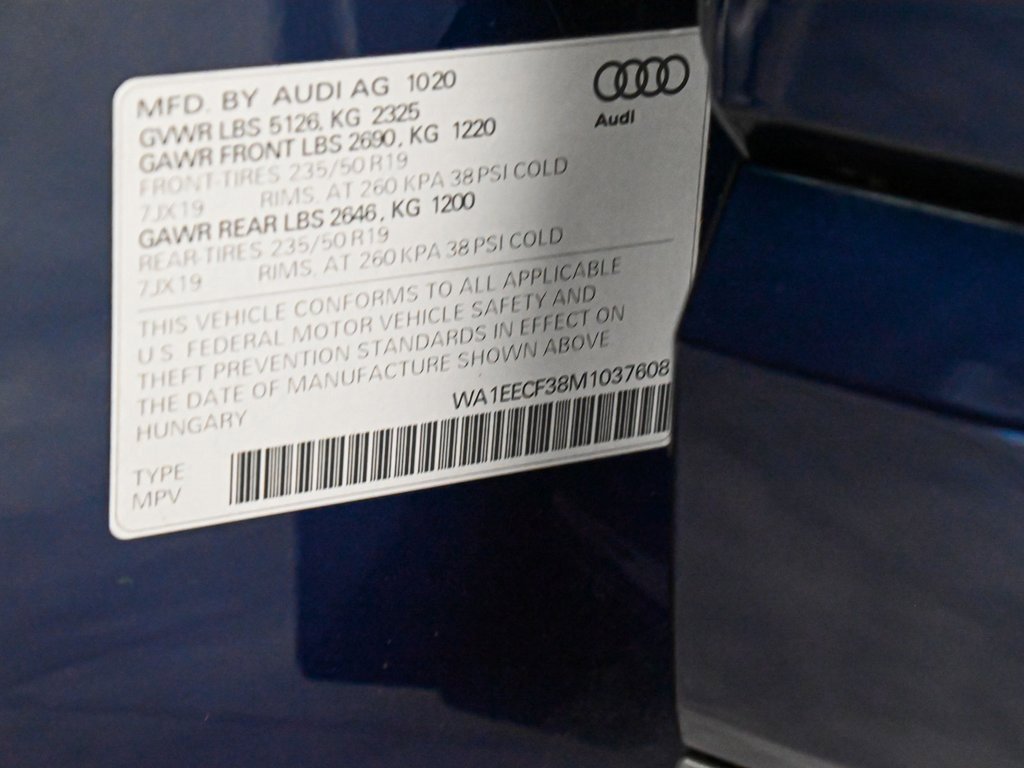 MFD. BY AUDI AG 1020
GVWR LBS 5126, KG 2325
GAWR FRONT LBS 2690, KG 1220
FRONT-TIRES 235/50 R19
7JX19 RIMS, AT 260 KPA 38 PSI COLD
GAWR REAR LBS 2646, KG 1200
REAR-TIRES 235/50 R19
7JX19 RIMS, AT 260 KPA 38 PSI COLD
Audi
THIS VEHICLE CONFORMS TO ALL APPLICABLE
U.S. FEDERAL MOTOR VEHICLE SAFETY AND
THEFT PREVENTION STANDARDS IN EFFECT ON
THE DATE OF MANUFACTURE SHOWN ABOVE
HUNGARY
WA1EECF38M1037608
TYPE
MPV